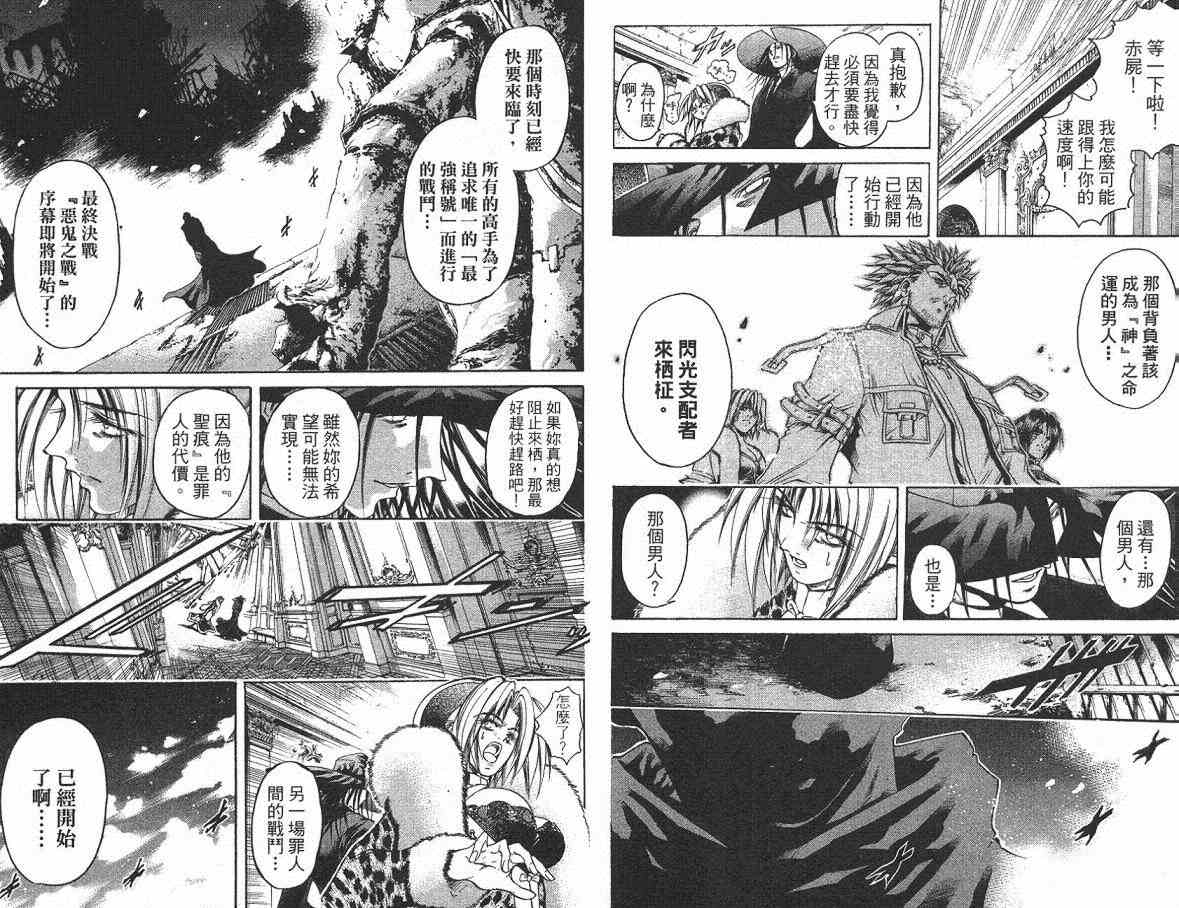 等一下啦！
赤屍！
我怎麼可能
跟得上你的
速度啊！
真抱歉，
因為我覺得
必須要盡快
趕去才行。
為什麼
啊？
因為他
已經開
始行動
了……
那個背負著該
成為『神』之命
運的男人…
閃光支配者
來栖柾。
還有…那
個男人，
也是…
那個男人？
那個時刻已經
快要來臨了，
所有的高手為了
追求唯一的「最
強稱號」而進行
的戰鬥…
最終決戰
『惡鬼之戰』的
序幕即將開始了…
如果妳真的想
阻止來栖，那最
好趕快趕路吧！
雖然妳的希
望可能無法
實現……
因為他的『
聖痕』是罪
人的代價。
怎麼了？
另一場罪人
間的戰鬥…
已經開始
了啊……